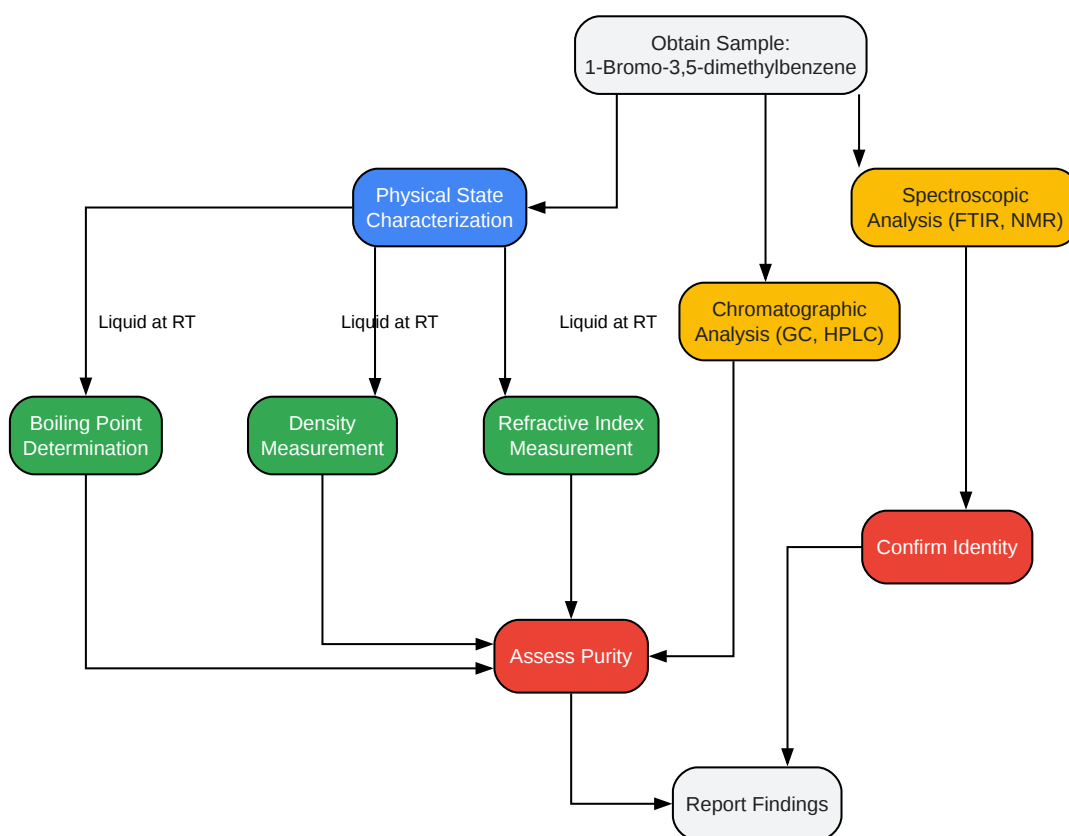 Obtain Sample:
1-Bromo-3,5-dimethylbenzene
Physical State
Characterization
Spectroscopic
Analysis (FTIR, NMR)
Liquid at RT
Liquid at RT
Liquid at RT
Chromatographic
Analysis (GC, HPLC)
Boiling Point
Determination
Density
Measurement
Refractive Index
Measurement
Confirm Identity
Assess Purity
Report Findings